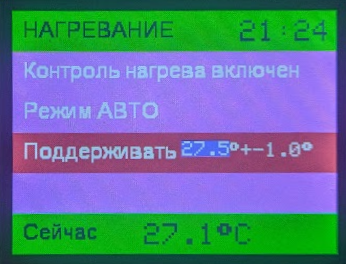 НАГРЕВАНИЕ 21:24
Контроль нагрева включен
Режим АВТО
Поддерживать 27.5°+-1.0°
Сейчас 27.1°C